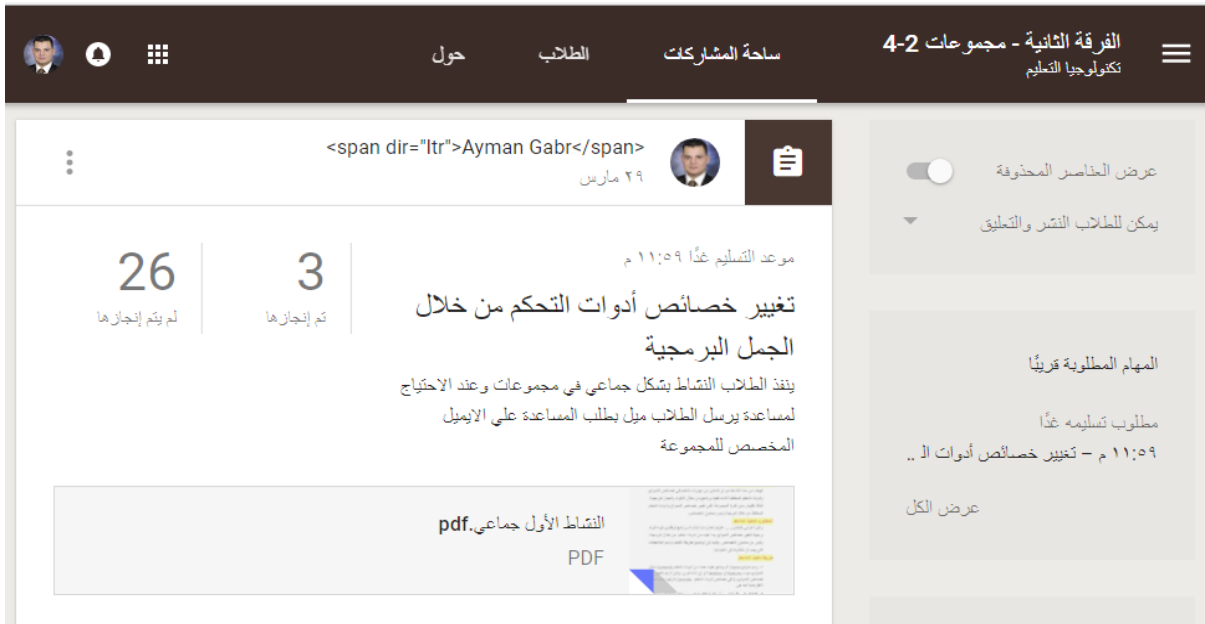 الفرقة الثانية - مجموعات 2-4
تكنولوجيا التعليم
ساحة المشاركات
الطلاب
حول
عرض العناصر المحذوفة
يمكن للطلاب النشر والتعليق
المهام المطلوبة قريبًا
مطلوب تسليمه غدًا
١١:٥٩ م – تغيير خصائص أدوات الـ ..
عرض الكل
<span dir="ltr">Ayman Gabr</span>
٢٩ مارس
موعد التسليم غدًا ١١:٥٩ م
تغيير خصائص أدوات التحكم من خلال
الجمل البرمجية
ينفذ الطلاب النشاط بشكل جماعي في مجموعات وعند الاحتياج
لمساعدة يرسل الطلاب ميل بطلب المساعدة علي الايميل
المخصص للمجموعة
3
تم إنجازها
26
لم يتم إنجازها
النشاط الأول جماعي.pdf
PDF